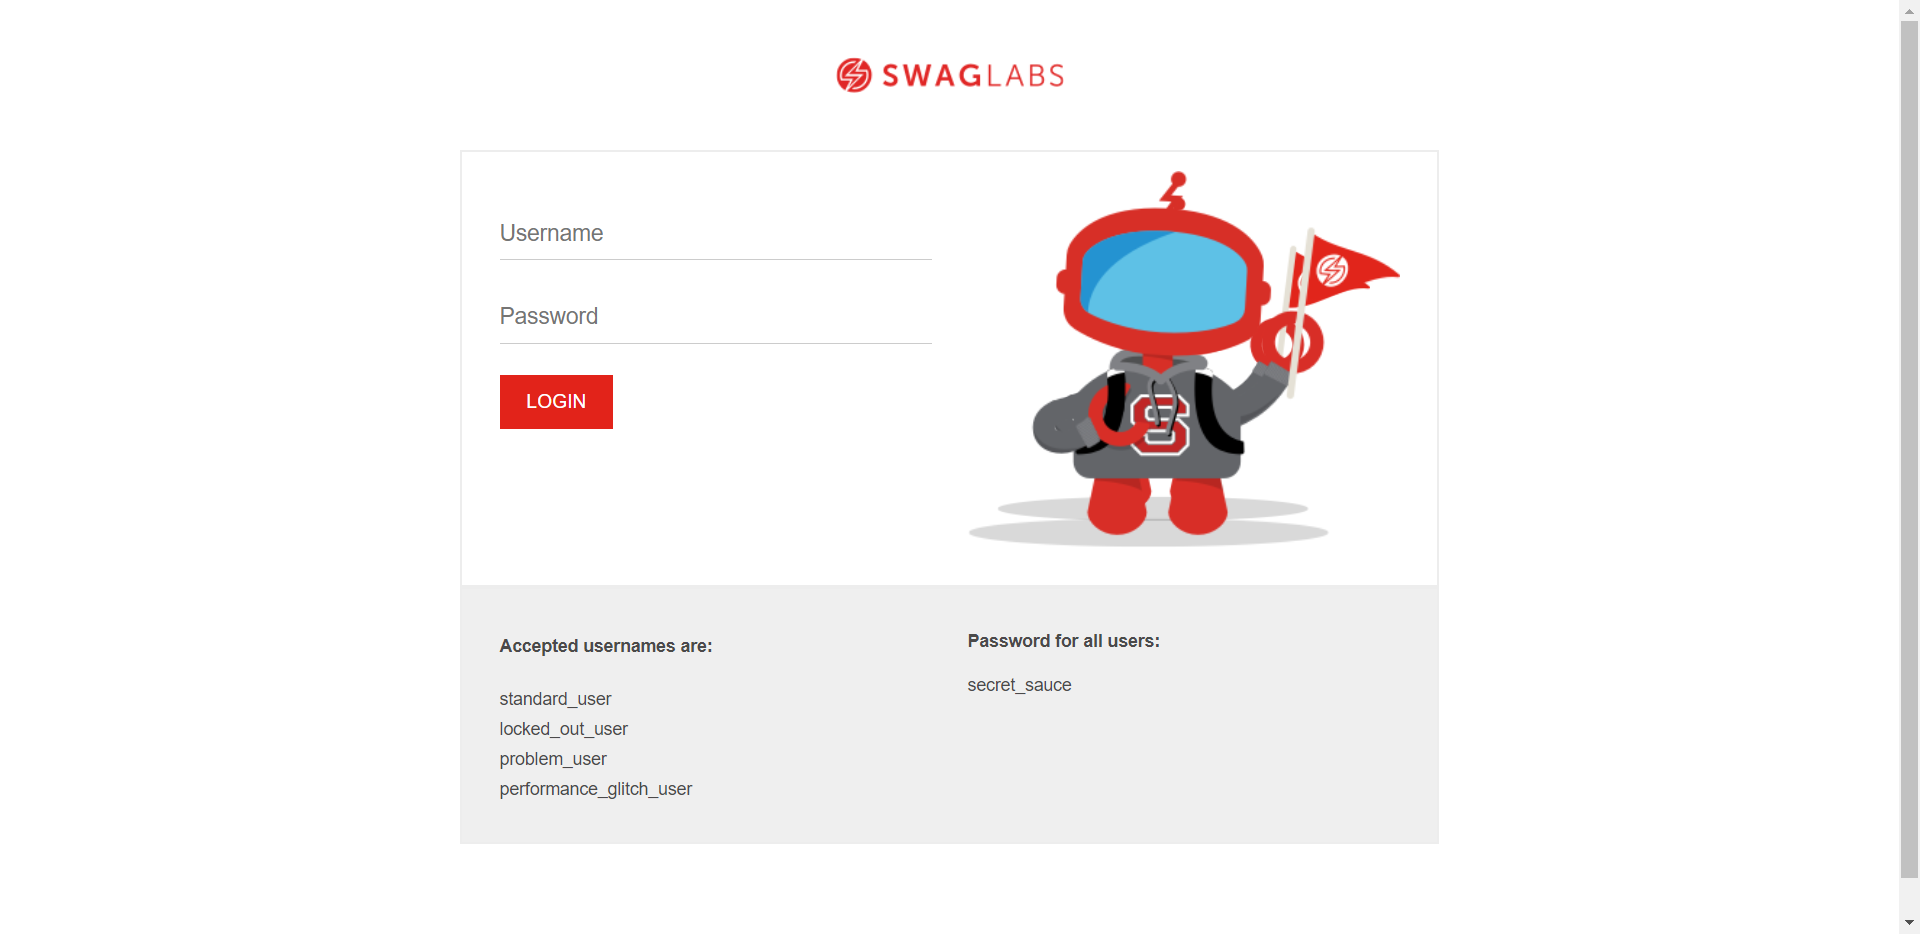 SWAGLABS
Username
Password
LOGIN
S
Accepted usernames are:
standard_user
locked_out_user
problem_user
performance_glitch_user
Password for all users:
secret_sauce